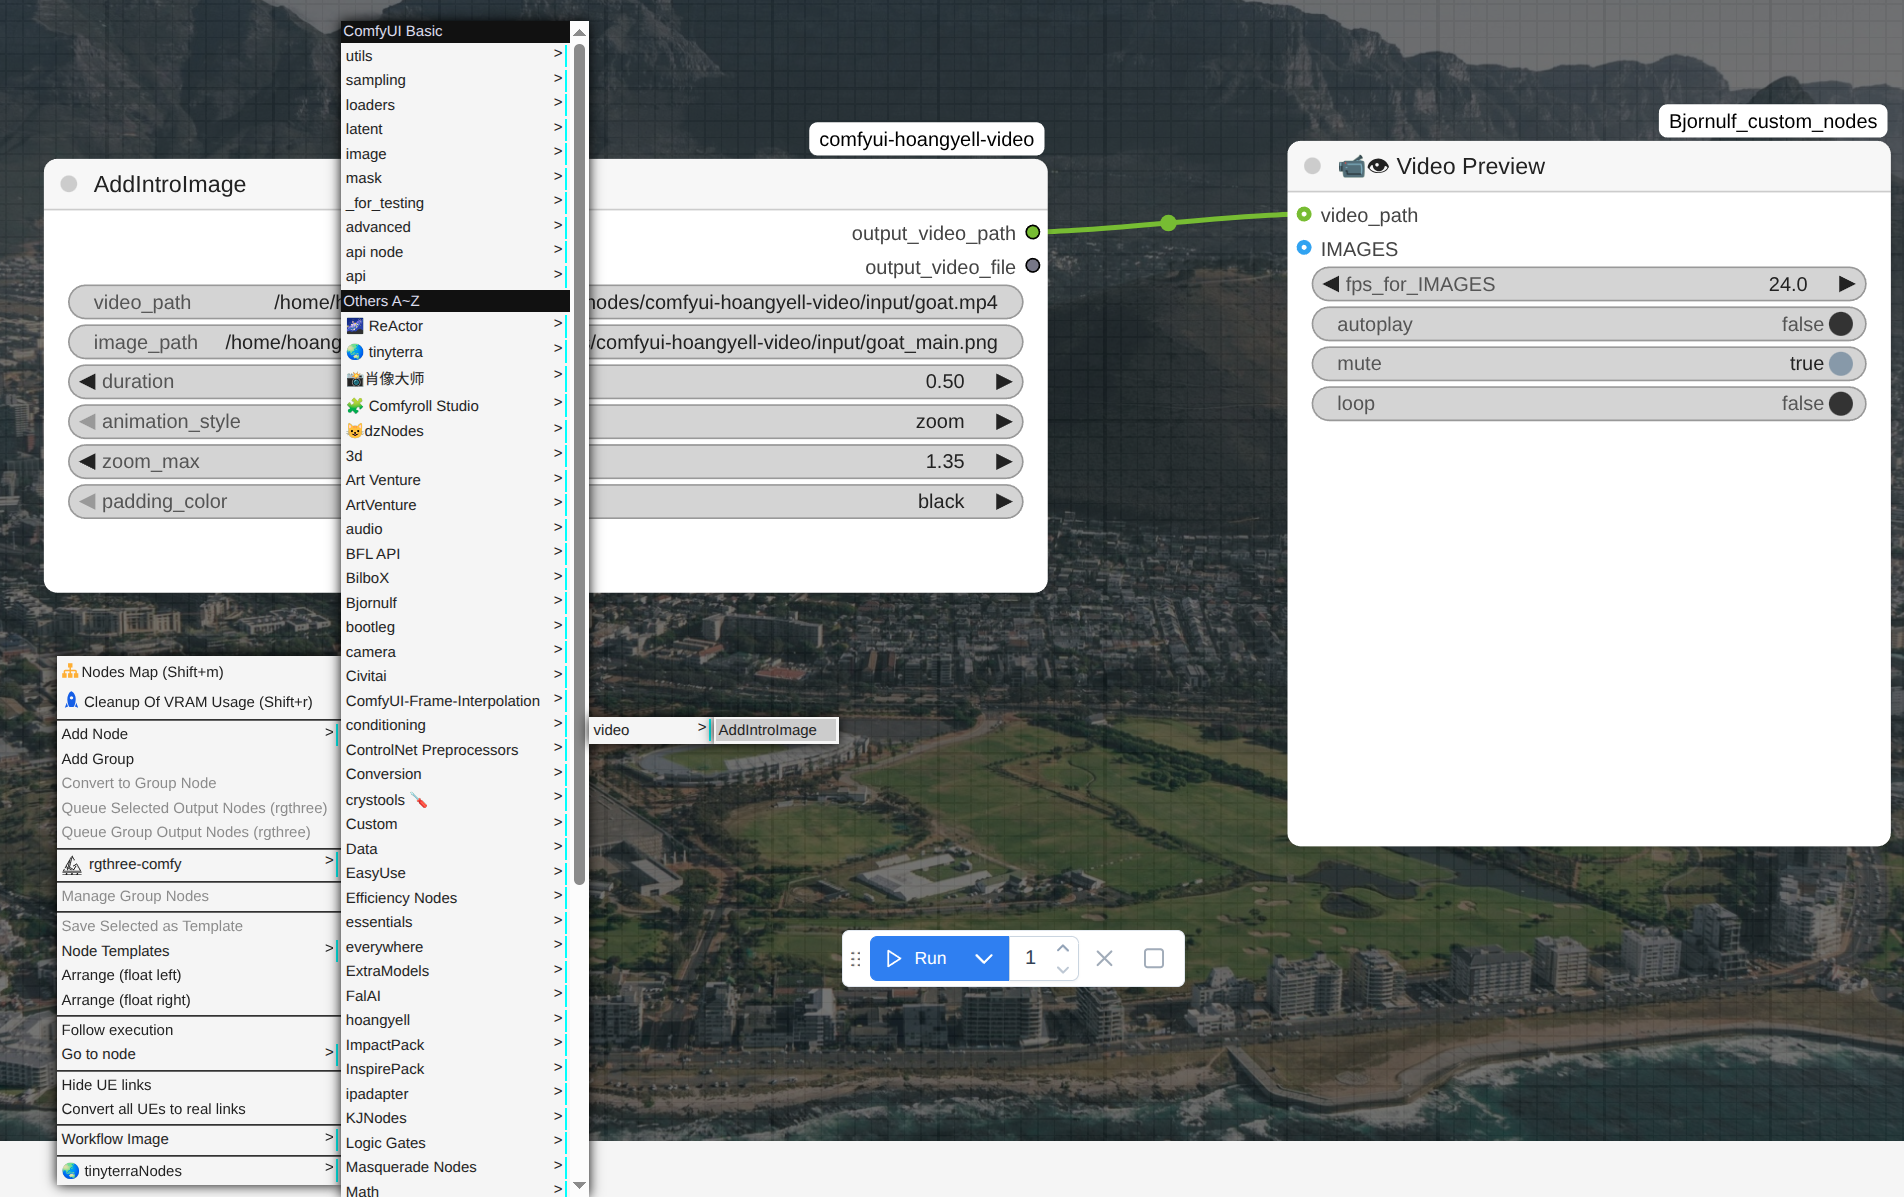 comfyui-hoangyell-video
AddIntroImage
output_video_path
output_video_file
video_path /home/h
nodes/comfyui-hoangyell-video/input/goat.mp4
image_path /home/hoang
/comfyui-hoangyell-video/input/goat_main.png
duration 0.50
animation_style zoom
zoom_max 1.35
padding_color black
Bjornulf_custom_nodes
📹👁 Video Preview
video_path
IMAGES
fps_for_IMAGES 24.0
autoplay false
mute true
loop false
Nodes Map (Shift+m)
Cleanup Of VRAM Usage (Shift+r)
Add Node >
Add Group
Convert to Group Node
Queue Selected Output Nodes (rgthree)
Queue Group Output Nodes (rgthree)
rgthree-comfy >
Manage Group Nodes
Save Selected as Template
Node Templates >
Arrange (float left)
Arrange (float right)
Follow execution
Go to node >
Hide UE links
Convert all UEs to real links
Workflow Image >
🌏 tinyterraNodes >
ComfyUI Basic
utils >
sampling >
loaders >
latent >
image >
mask >
_for_testing >
advanced >
api node >
api >
Others A~Z
🌌 ReActor >
🌏 tinyterra >
📸肖像大师 >
🧩 Comfyroll Studio >
😺dzNodes >
3d >
Art Venture >
ArtVenture >
audio >
BFL API >
BilboX >
Bjornulf >
bootleg >
camera >
Civitai >
ComfyUI-Frame-Interpolation >
conditioning >
ControlNet Preprocessors >
Conversion >
crystools 🪛 >
Custom >
Data >
EasyUse >
Efficiency Nodes >
essentials >
everywhere >
ExtraModels >
FalAI >
hoangyell >
ImpactPack >
InspirePack >
ipadapter >
KJNodes >
Logic Gates >
Masquerade Nodes >
Math >
video >
AddIntroImage
Run 1